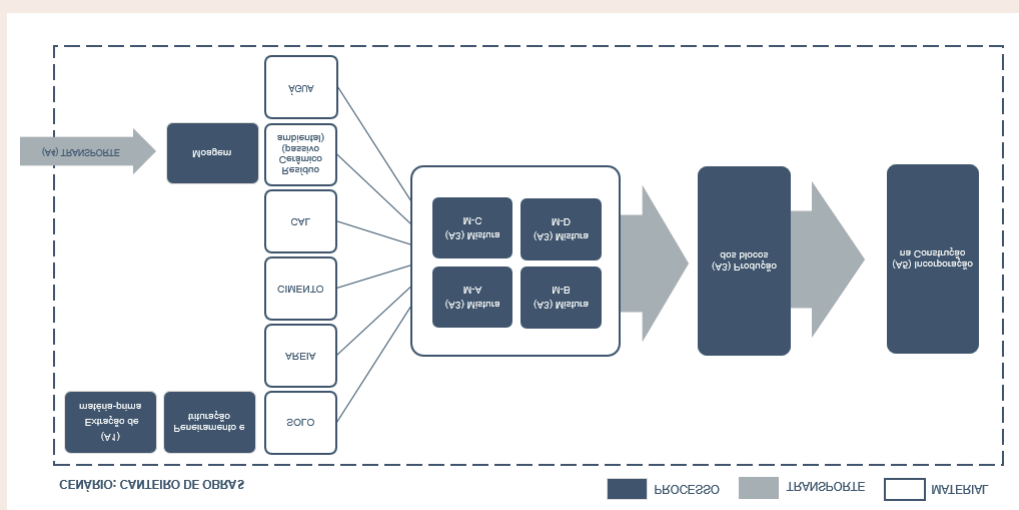 CENÁRIO: CANTEIRO DE OBRAS
PROCESSO
TRANSPORTE
MATERIAL
(A1)
Extração de
matéria-prima
Peneiramento e
trituração
SOLO
AREIA
CIMENTO
CAL
(A4) TRANSPORTE
Moagem
Resíduo
Cerâmico
(passivo
ambiental)
ÁGUA
(A3) Mistura
M-A
(A3) Mistura
M-B
(A3) Mistura
M-C
(A3) Mistura
M-D
(A3) Produção
dos blocos
(A5) Incorporação
na Construção